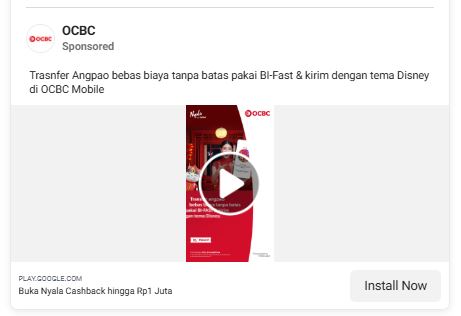 OCBC
Sponsored
Trasnfer Angpao bebas biaya tanpa batas pakai BI-Fast & kirim dengan tema Disney
di OCBC Mobile
OCBC
Nyala
OCBC
Transfer angpao
bebas biaya tanpa batas
pakai BI-FAST
dengan tema Disney
PLAY.GOOGLE.COM
Buka Nyala Cashback hingga Rp1 Juta
Install Now